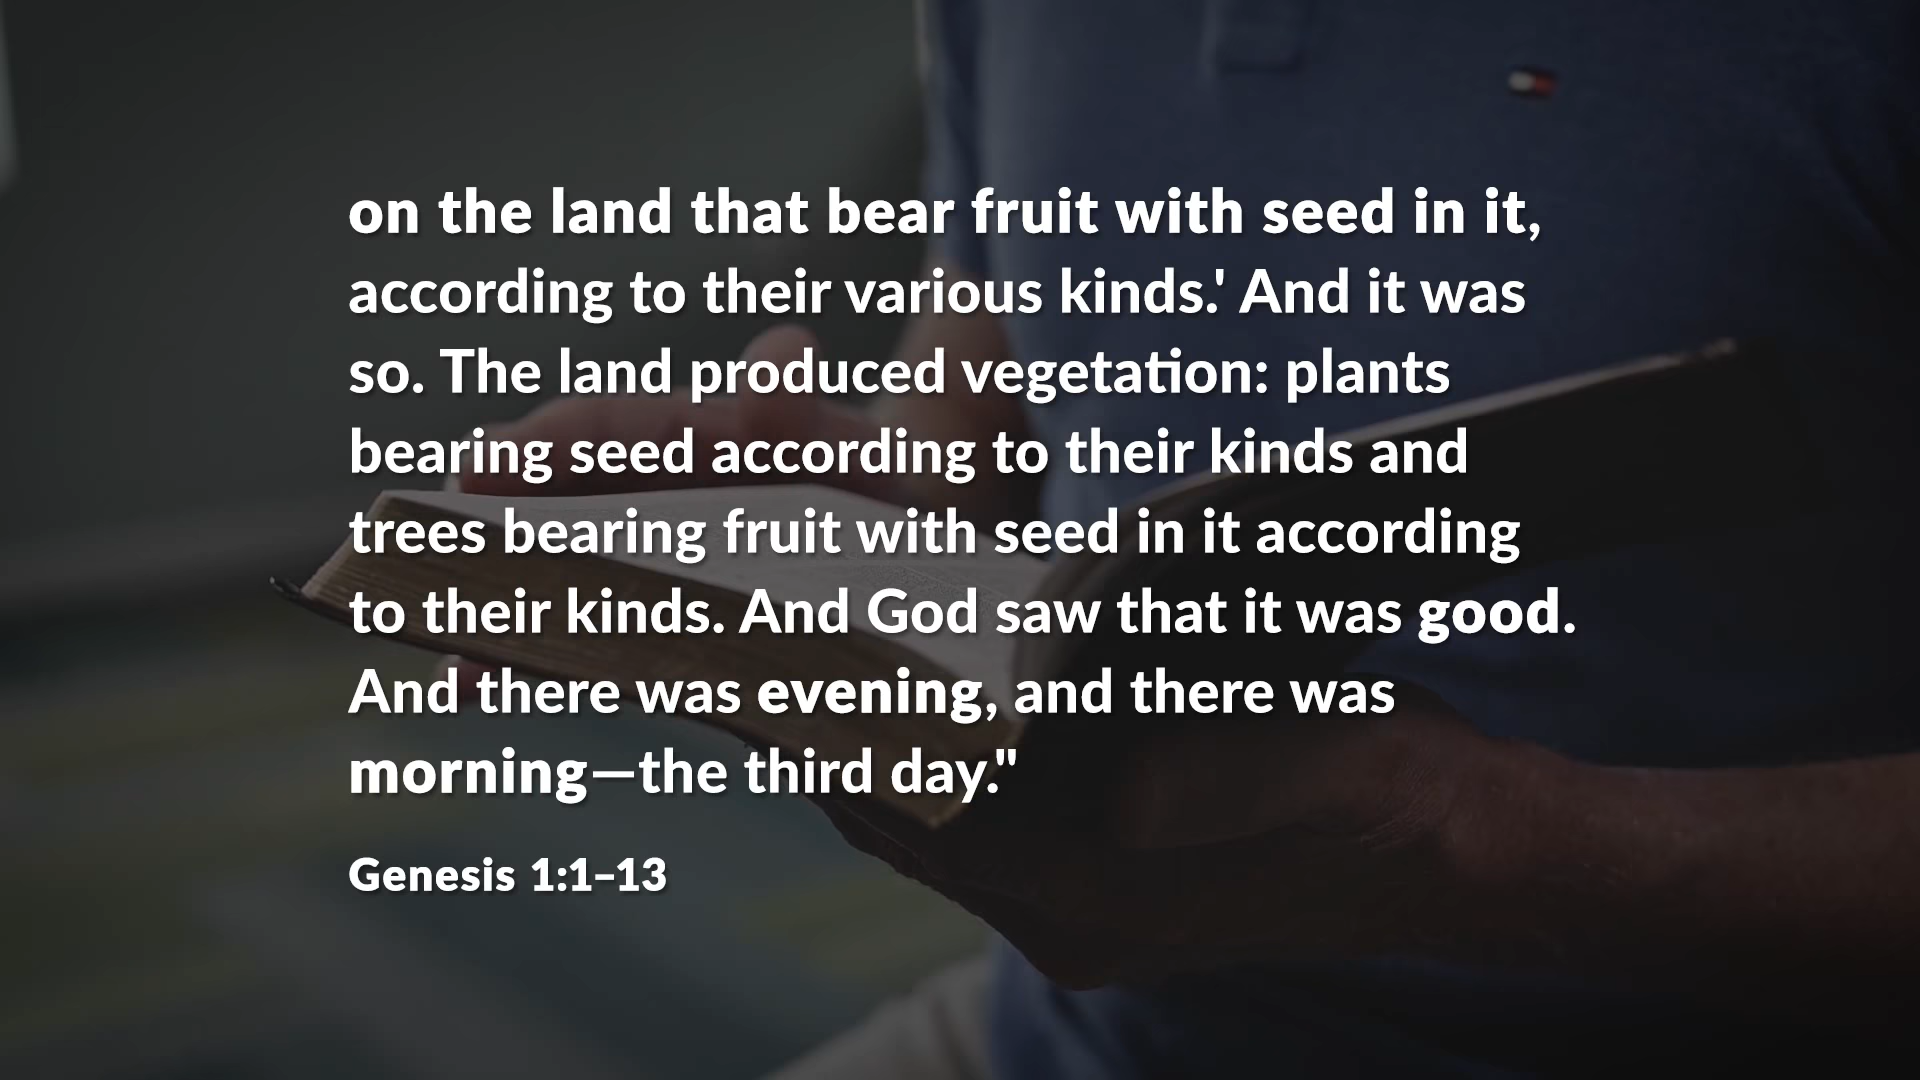 on the land that bear fruit with seed in it,
according to their various kinds.' And it was
so. The land produced vegetation: plants
bearing seed according to their kinds and
trees bearing fruit with seed in it according
to their kinds. And God saw that it was good.
And there was evening, and there was
morning—the third day."
Genesis 1:1–13